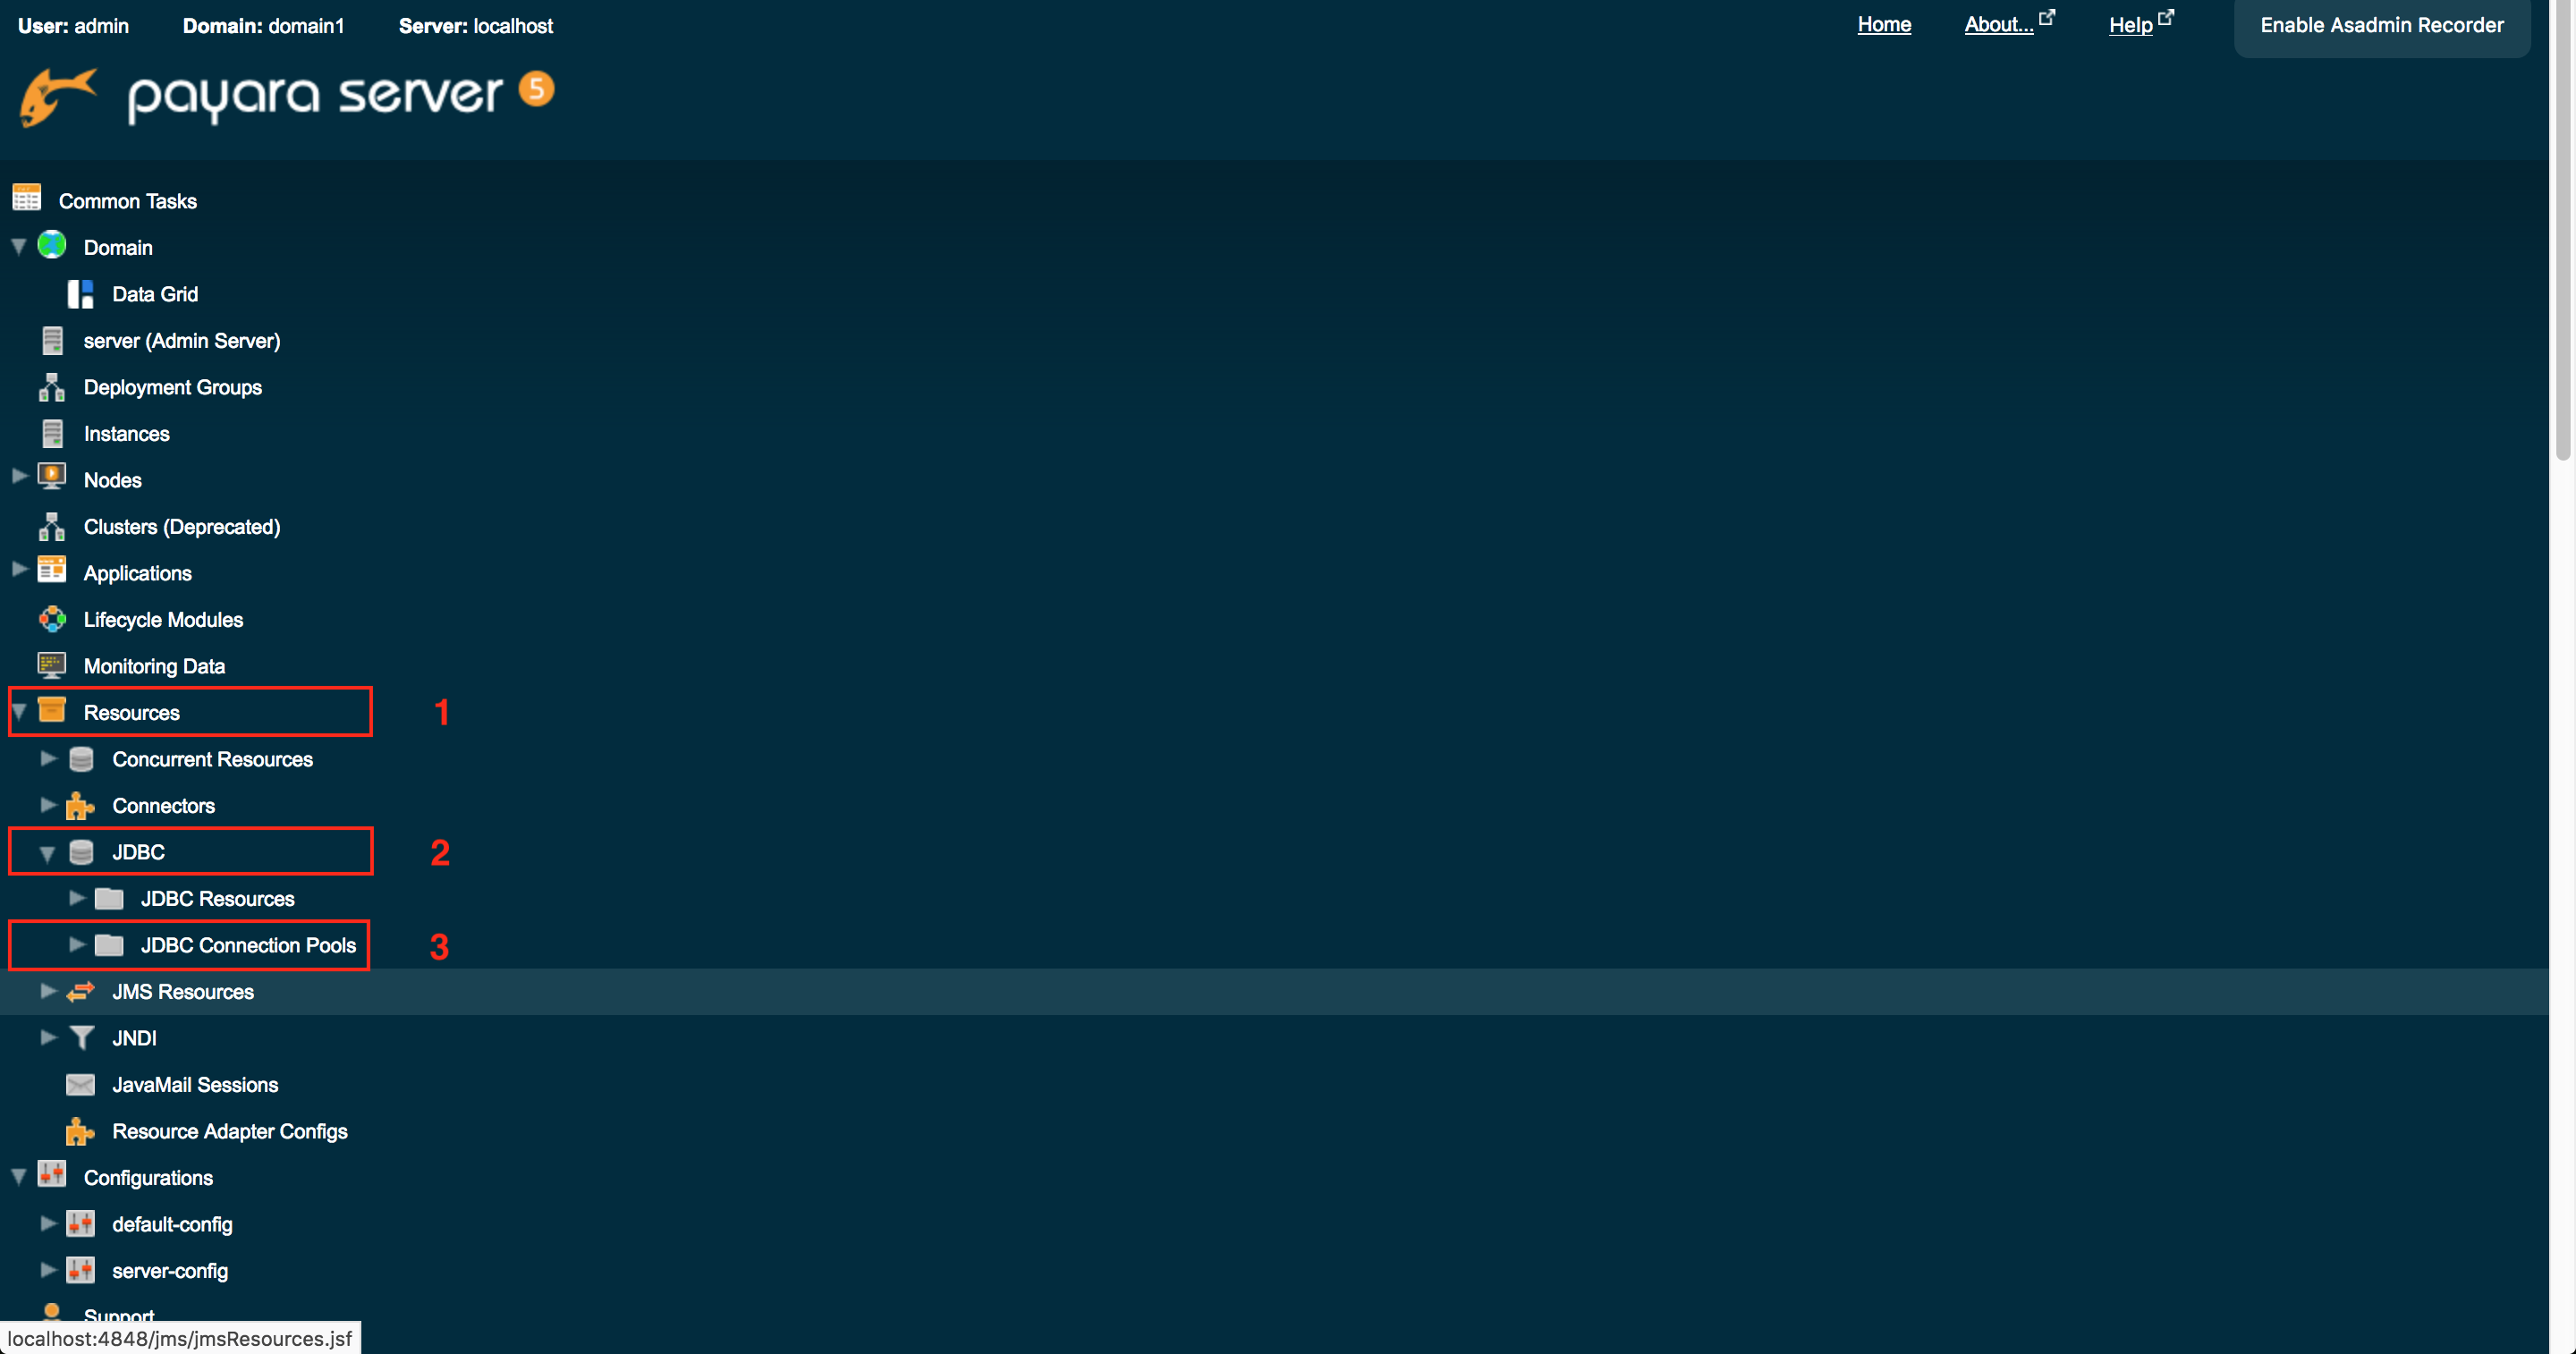 User: admin Domain: domain1 Server: localhost Home About... Help Enable Asadmin Recorder
payara server 5
Common Tasks
Domain
Data Grid
server (Admin Server)
Deployment Groups
Instances
Nodes
Clusters (Deprecated)
Applications
Lifecycle Modules
Monitoring Data
Resources 1
Concurrent Resources
Connectors
JDBC 2
JDBC Resources
JDBC Connection Pools 3
JMS Resources
JNDI
JavaMail Sessions
Resource Adapter Configs
Configurations
default-config
server-config
Support
localhost:4848/jms/jmsResources.jsf